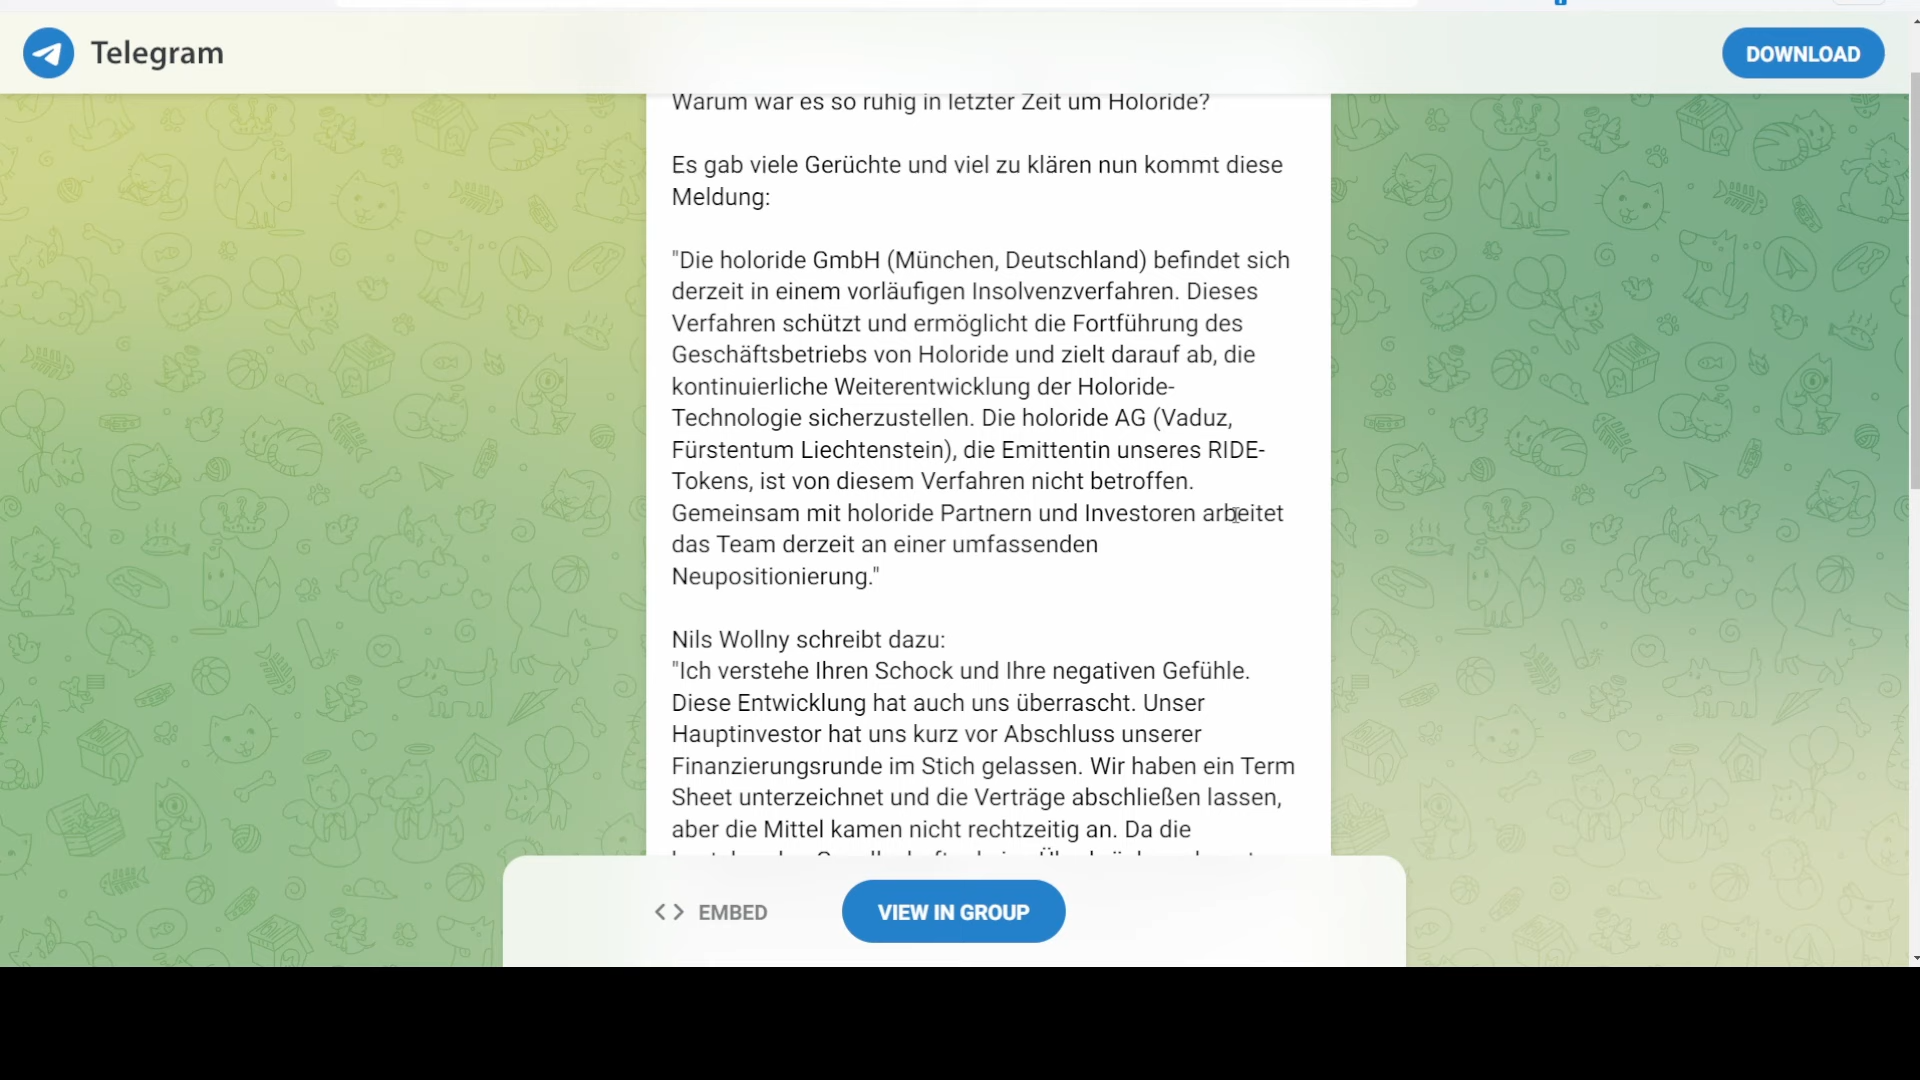 Telegram
DOWNLOAD
Warum war es so ruhig in letzter Zeit um Holoride?
Es gab viele Gerüchte und viel zu klären nun kommt diese
Meldung:
"Die holoride GmbH (München, Deutschland) befindet sich
derzeit in einem vorläufigen Insolvenzverfahren. Dieses
Verfahren schützt und ermöglicht die Fortführung des
Geschäftsbetriebs von Holoride und zielt darauf ab, die
kontinuierliche Weiterentwicklung der Holoride-
Technologie sicherzustellen. Die holoride AG (Vaduz,
Fürstentum Liechtenstein), die Emittentin unseres RIDE-
Tokens, ist von diesem Verfahren nicht betroffen.
Gemeinsam mit holoride Partnern und Investoren arbeitet
das Team derzeit an einer umfassenden
Neupositionierung."
Nils Wollny schreibt dazu:
"Ich verstehe Ihren Schock und Ihre negativen Gefühle.
Diese Entwicklung hat auch uns überrascht. Unser
Hauptinvestor hat uns kurz vor Abschluss unserer
Finanzierungsrunde im Stich gelassen. Wir haben ein Term
Sheet unterzeichnet und die Verträge abschließen lassen,
aber die Mittel kamen nicht rechtzeitig an. Da die
EMBED
VIEW IN GROUP